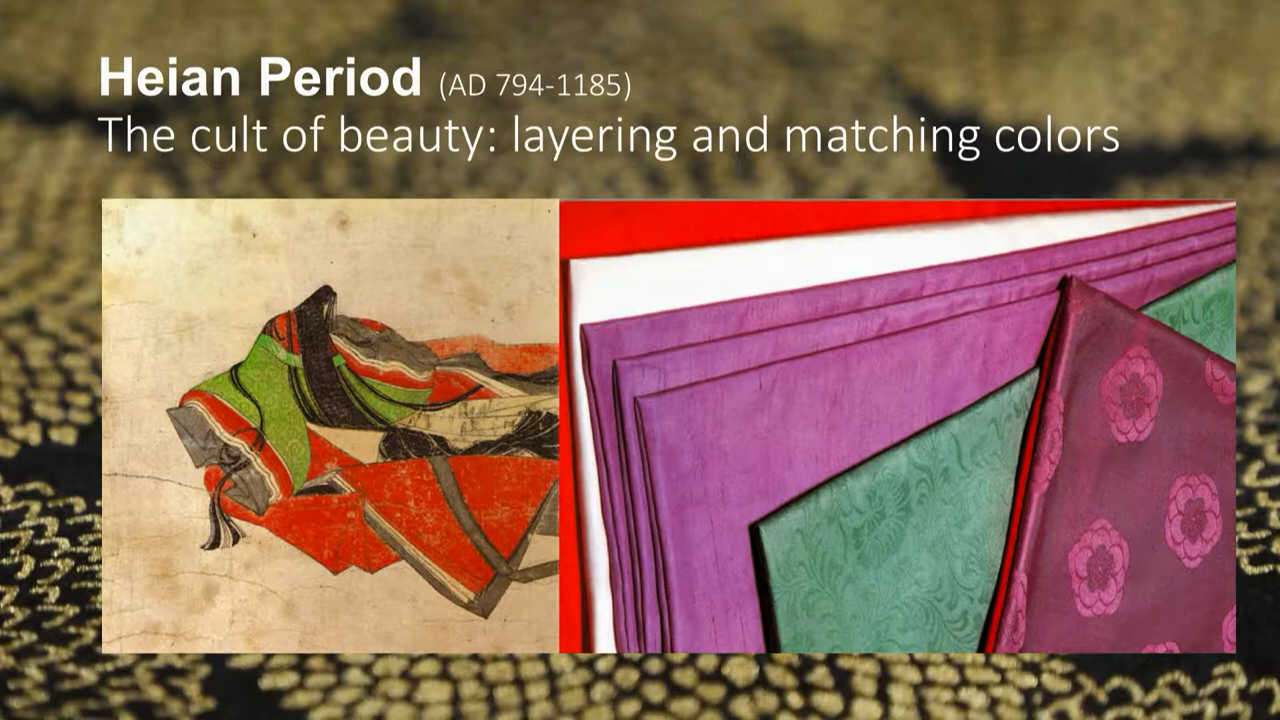 Heian Period (AD 794-1185)
The cult of beauty: layering and matching colors